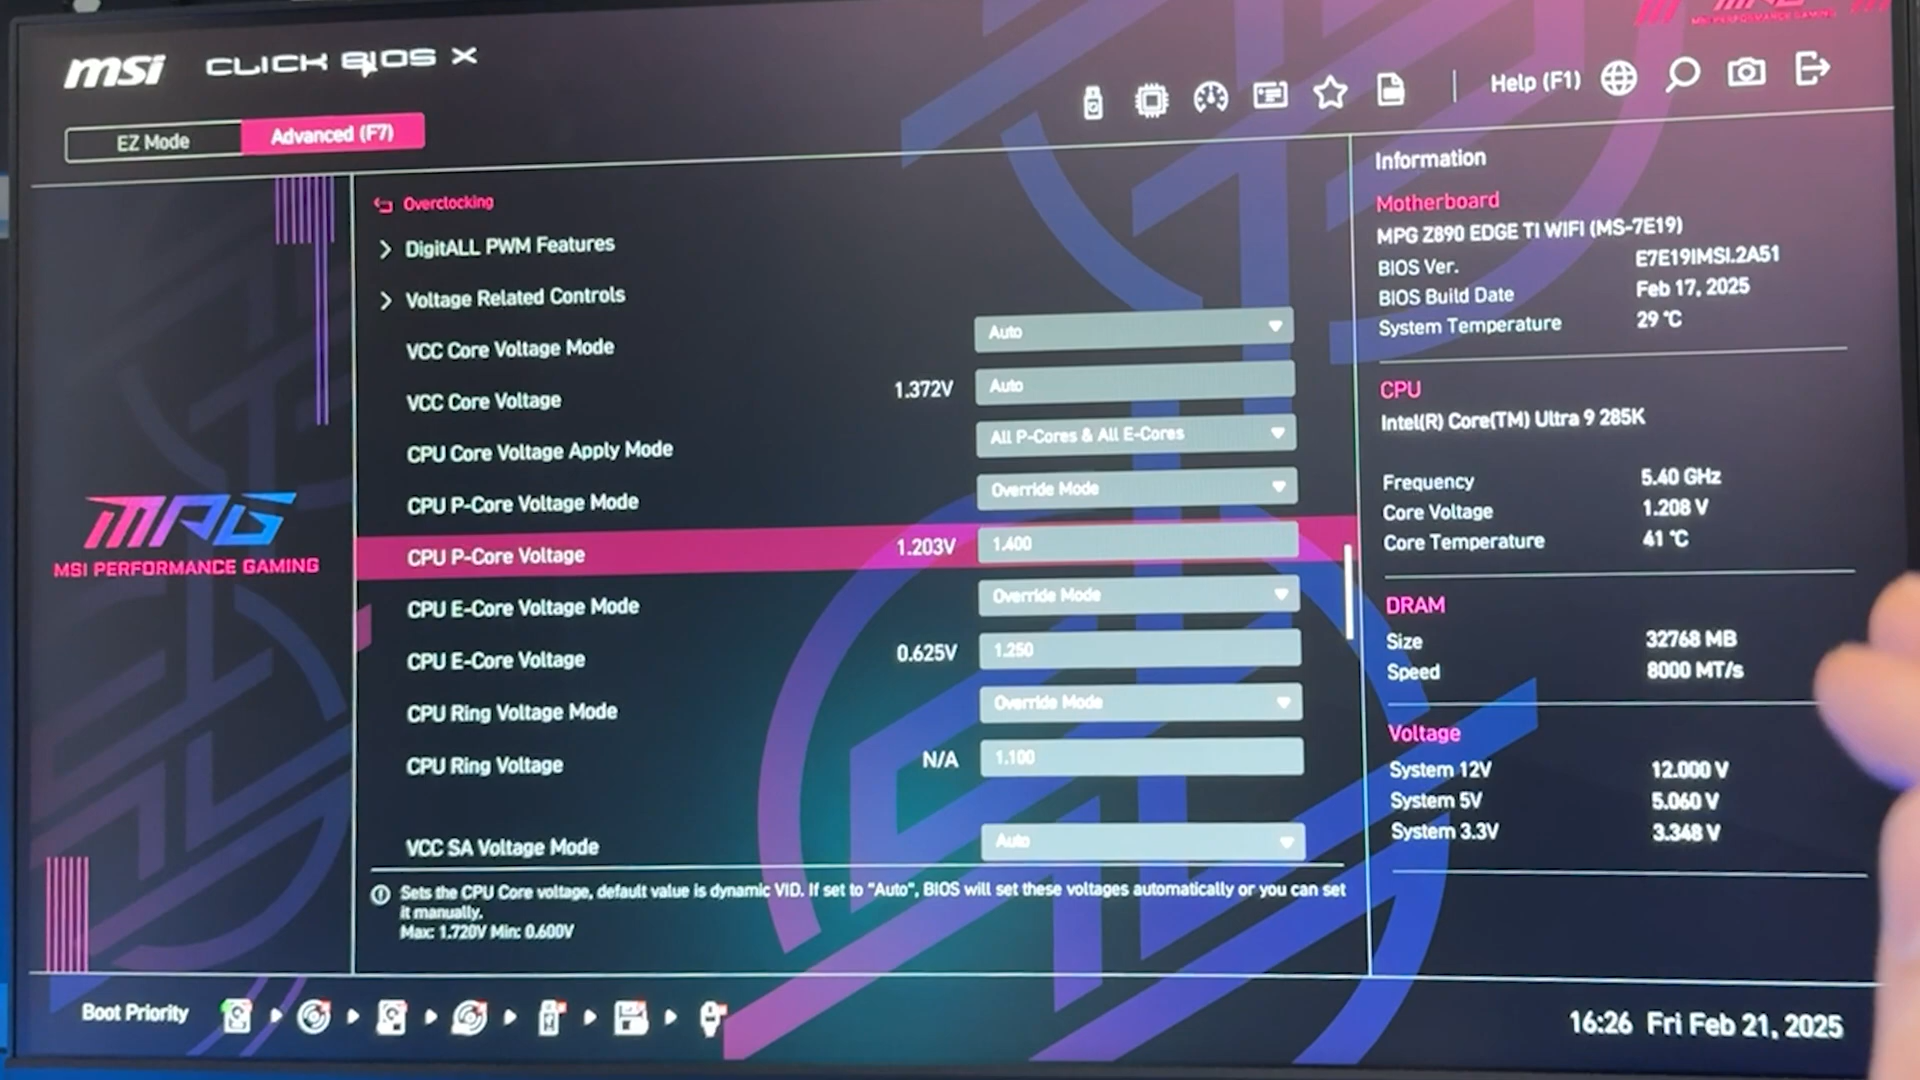 msi CLICK BIOS X
MSI PERFORMANCE GAMING
Help (F1)
EZ Mode
Advanced (F7)
Overclocking
DigitALL PWM Features
Voltage Related Controls
VCC Core Voltage Mode Auto
VCC Core Voltage 1.372V Auto
CPU Core Voltage Apply Mode All P-Cores & All E-Cores
CPU P-Core Voltage Mode Override Mode
CPU P-Core Voltage 1.203V 1.400
CPU E-Core Voltage Mode Override Mode
CPU E-Core Voltage 0.625V 1.250
CPU Ring Voltage Mode Override Mode
CPU Ring Voltage N/A 1.100
VCC SA Voltage Mode Auto
Sets the CPU Core voltage, default value is dynamic VID. If set to "Auto", BIOS will set these voltages automatically or you can set
it manually.
Max: 1.720V Min: 0.600V
MPG
MSI PERFORMANCE GAMING
Information
Motherboard
MPG Z890 EDGE TI WIFI (MS-7E19)
BIOS Ver. E7E19IMSI.2A51
BIOS Build Date Feb 17, 2025
System Temperature 29 °C
CPU
Intel(R) Core(TM) Ultra 9 285K
Frequency 5.40 GHz
Core Voltage 1.208 V
Core Temperature 41 °C
DRAM
Size 32768 MB
Speed 8000 MT/s
Voltage
System 12V 12.000 V
System 5V 5.060 V
System 3.3V 3.348 V
Boot Priority
16:26 Fri Feb 21, 2025